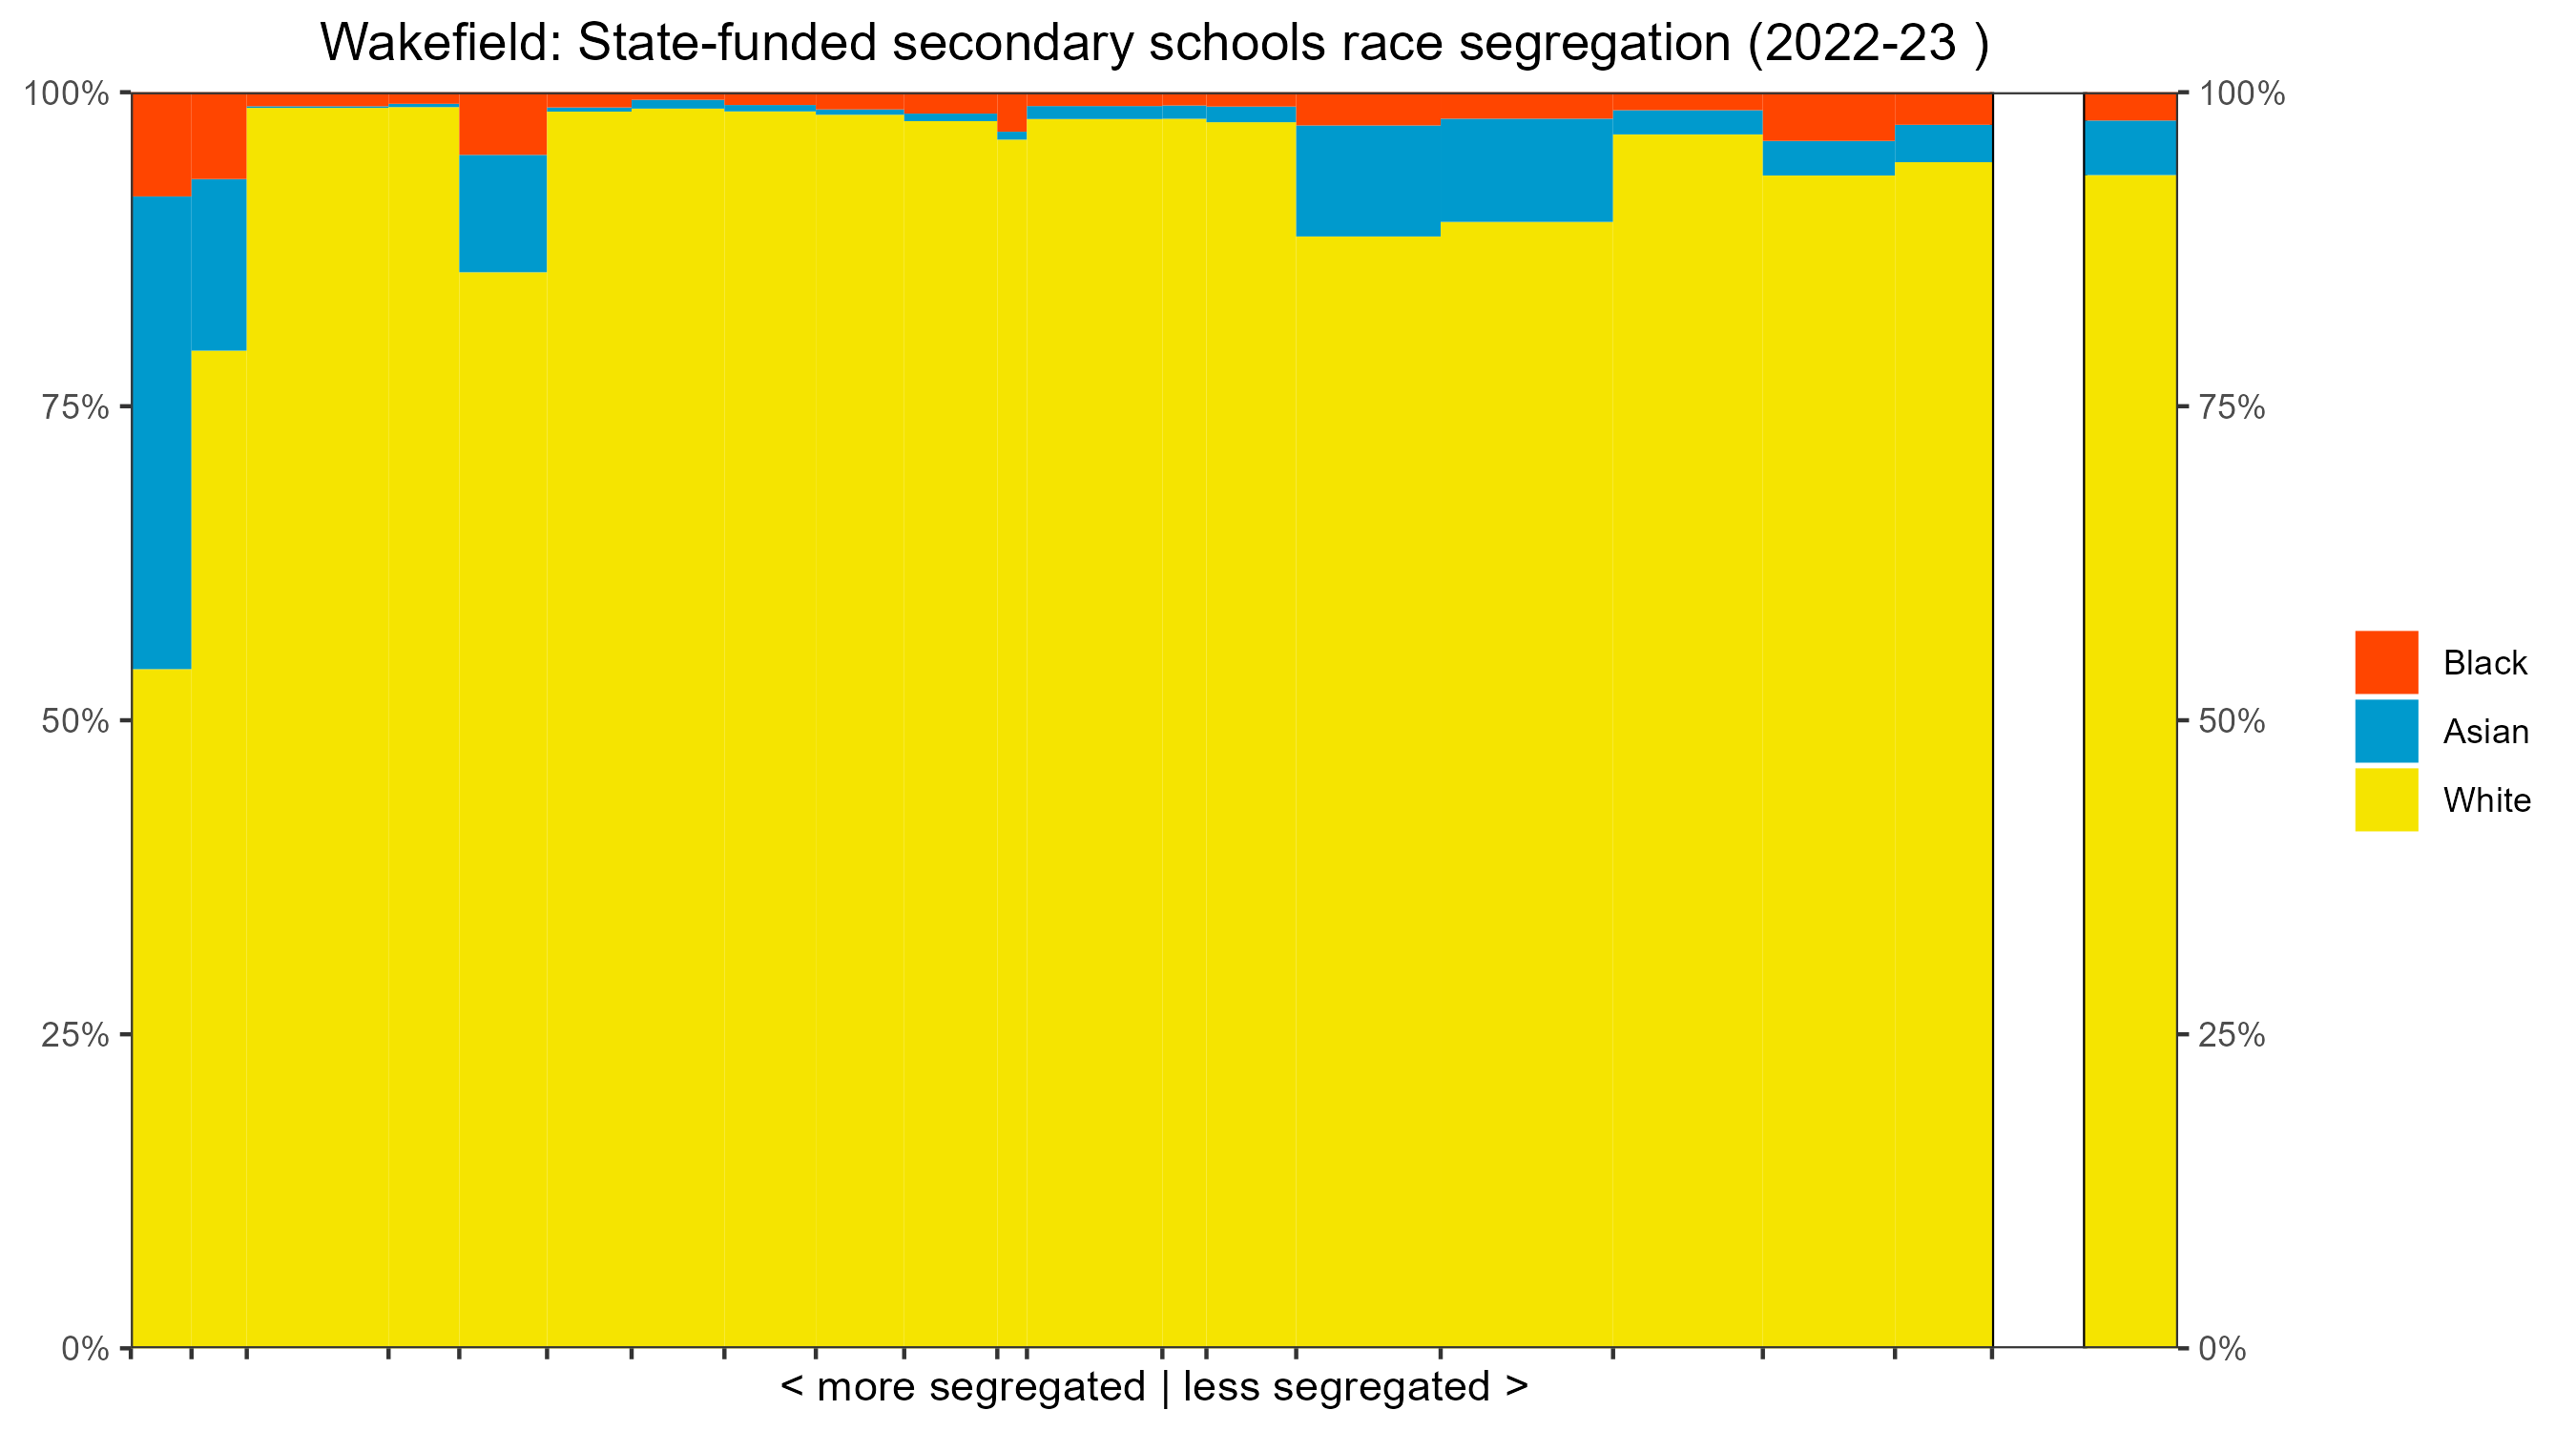 Wakefield: State-funded secondary schools race segregation (2022-23 )
100%
75%
50%
25%
0%
100%
75%
50%
25%
0%
Black
Asian
White
< more segregated | less segregated >